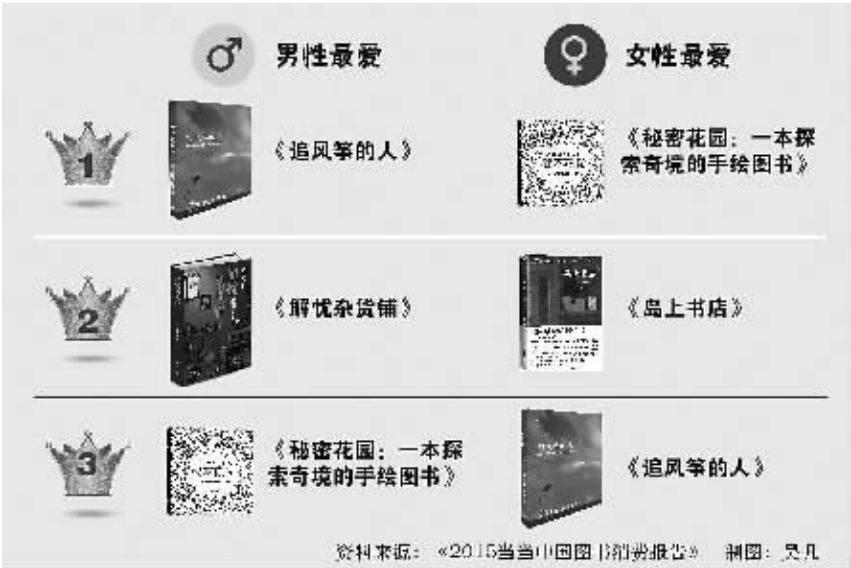 男性最爱
女性最爱
1
《追风筝的人》
《秘密花园：一本探
索奇境的手绘图书》
2
《解忧杂货铺》
《岛上书店》
3
《秘密花园：一本探
索奇境的手绘图书》
《追风筝的人》
资料来源：《2015当当中国图书消费报告》 制图：吴凡